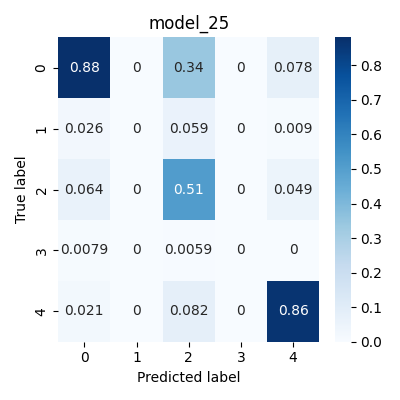 model_25
0 0.88 0 0.34 0 0.078
1 0.026 0 0.059 0 0.009
2 0.064 0 0.51 0 0.049
3 0.0079 0 0.0059 0 0
4 0.021 0 0.082 0 0.86
0 1 2 3 4
True label
Predicted label
0.8
0.7
0.6
0.5
0.4
0.3
0.2
0.1
0.0